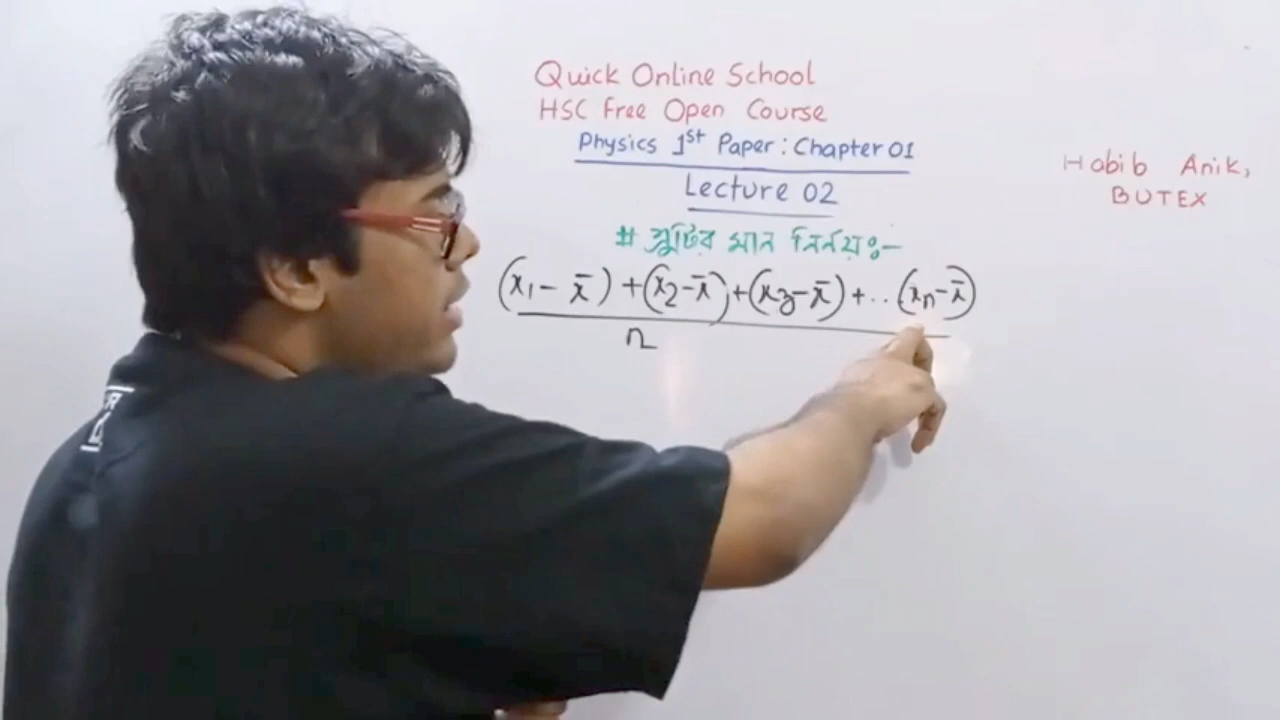 Quick Online School
HSC Free Open Course
Physics 1st Paper: Chapter 01
Lecture 02
# ত্রুটির মান নির্নয়ঃ-
(x₁ - x̄) + (x₂ - x̄) + (x₃ - x̄) + .. (xₙ - x̄)
n
Habib Anik,
BUTEX